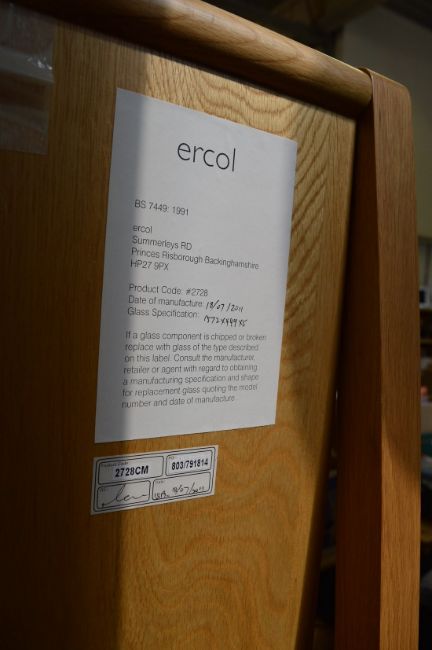 ercol
BS 7449: 1991
ercol
Summerleys RD
Princes Risborough Backinghamshire
HP27 9PX
Product Code: #2728
Date of manufacture: 18/07/2011
Glass Specification:
If a glass component is chipped or broken
replace with glass of the type described
on this label. Consult the manufacturer,
retailer or agent with regard to obtaining
a manufacturing specification and shape
for replacement glass quoting the model
number and date of manufacture
Product Code:
2728CM
803/791814